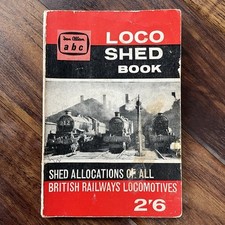 Ian Allan
abc
LOCO
SHED
BOOK
SHED ALLOCATIONS OF ALL
BRITISH RAILWAYS LOCOMOTIVES
2'6